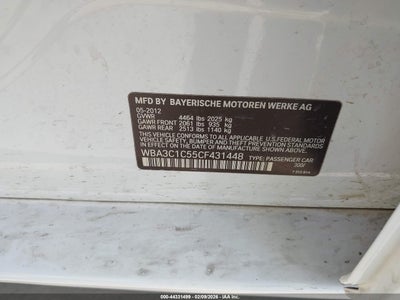 MFD BY BAYERISCHE MOTOREN WERKE AG
05-2012
GVWR 4464 lbs 2025 kg
GAWR FRONT 2061 lbs 935 kg
GAWR REAR 2513 lbs 1140 kg
THIS VEHICLE CONFORMS TO ALL APPLICABLE U.S.FEDERAL MOTOR
VEHICLE SAFETY, BUMPER AND THEFT
PREVENTION STANDARDS IN EFFECT ON THE DATE OF
MANUFACTURE SHOWN ABOVE.
WBA3C1C55CF431448 TYPE: PASSENGER CAR
000-44331499 - 02/09/2026 - IAA Inc.